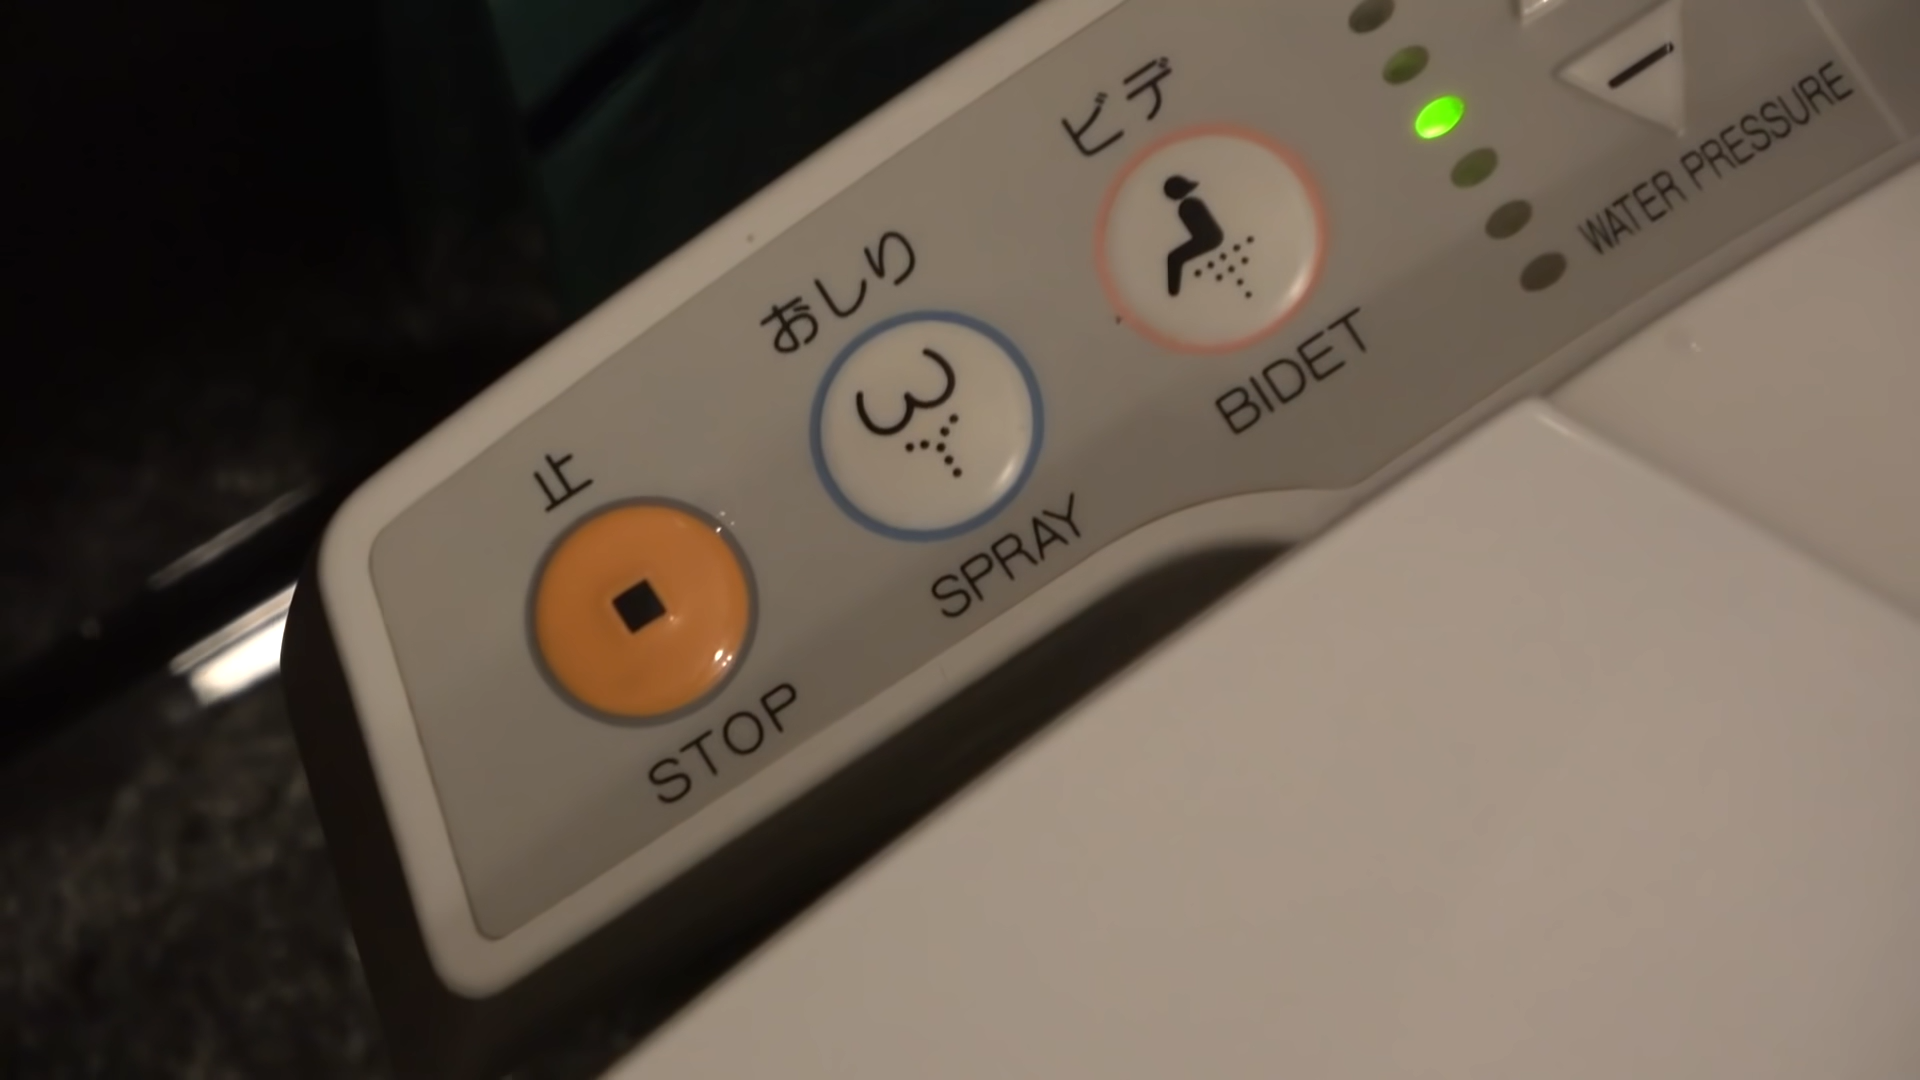 止
STOP
おしり
SPRAY
ビデ
BIDET
−
WATER PRESSURE